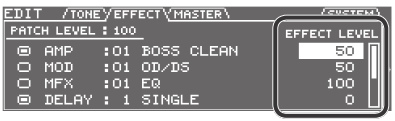 EDIT /TONE\/EFFECT\/MASTER\ /SYSTEM\
PATCH LEVEL : 100 EFFECT LEVEL
AMP :01 BOSS CLEAN 50
MOD :01 OD/DS 50
MFX :01 EQ 100
DELAY : 1 SINGLE 0